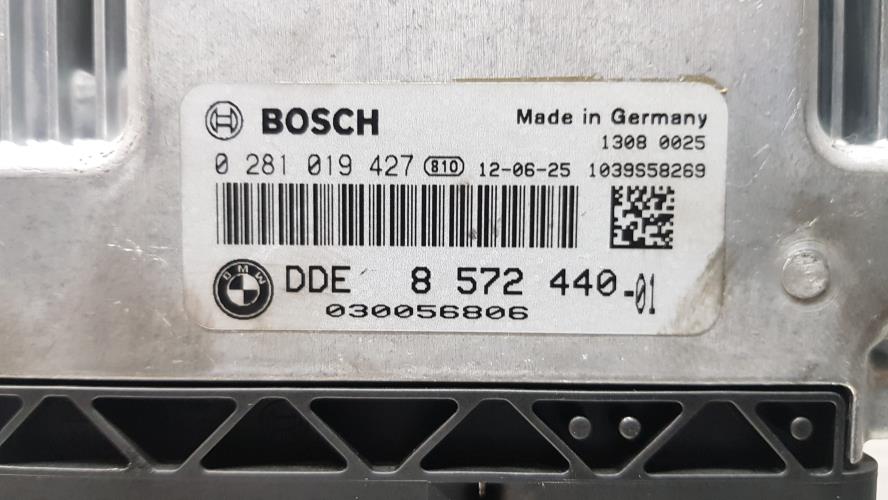 BOSCH Made in Germany
1308 0025
0 281 019 427 810 12-06-25 1039S58269
BMW DDE 8 572 440-01
030056806